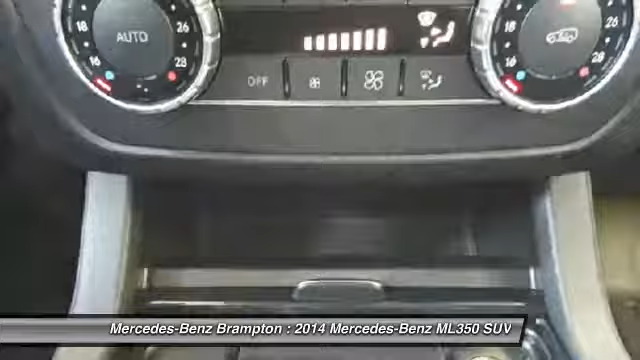 18 26 18 26
AUTO
16 28 16 28
OFF
Mercedes-Benz Brampton : 2014 Mercedes-Benz ML350 SUV